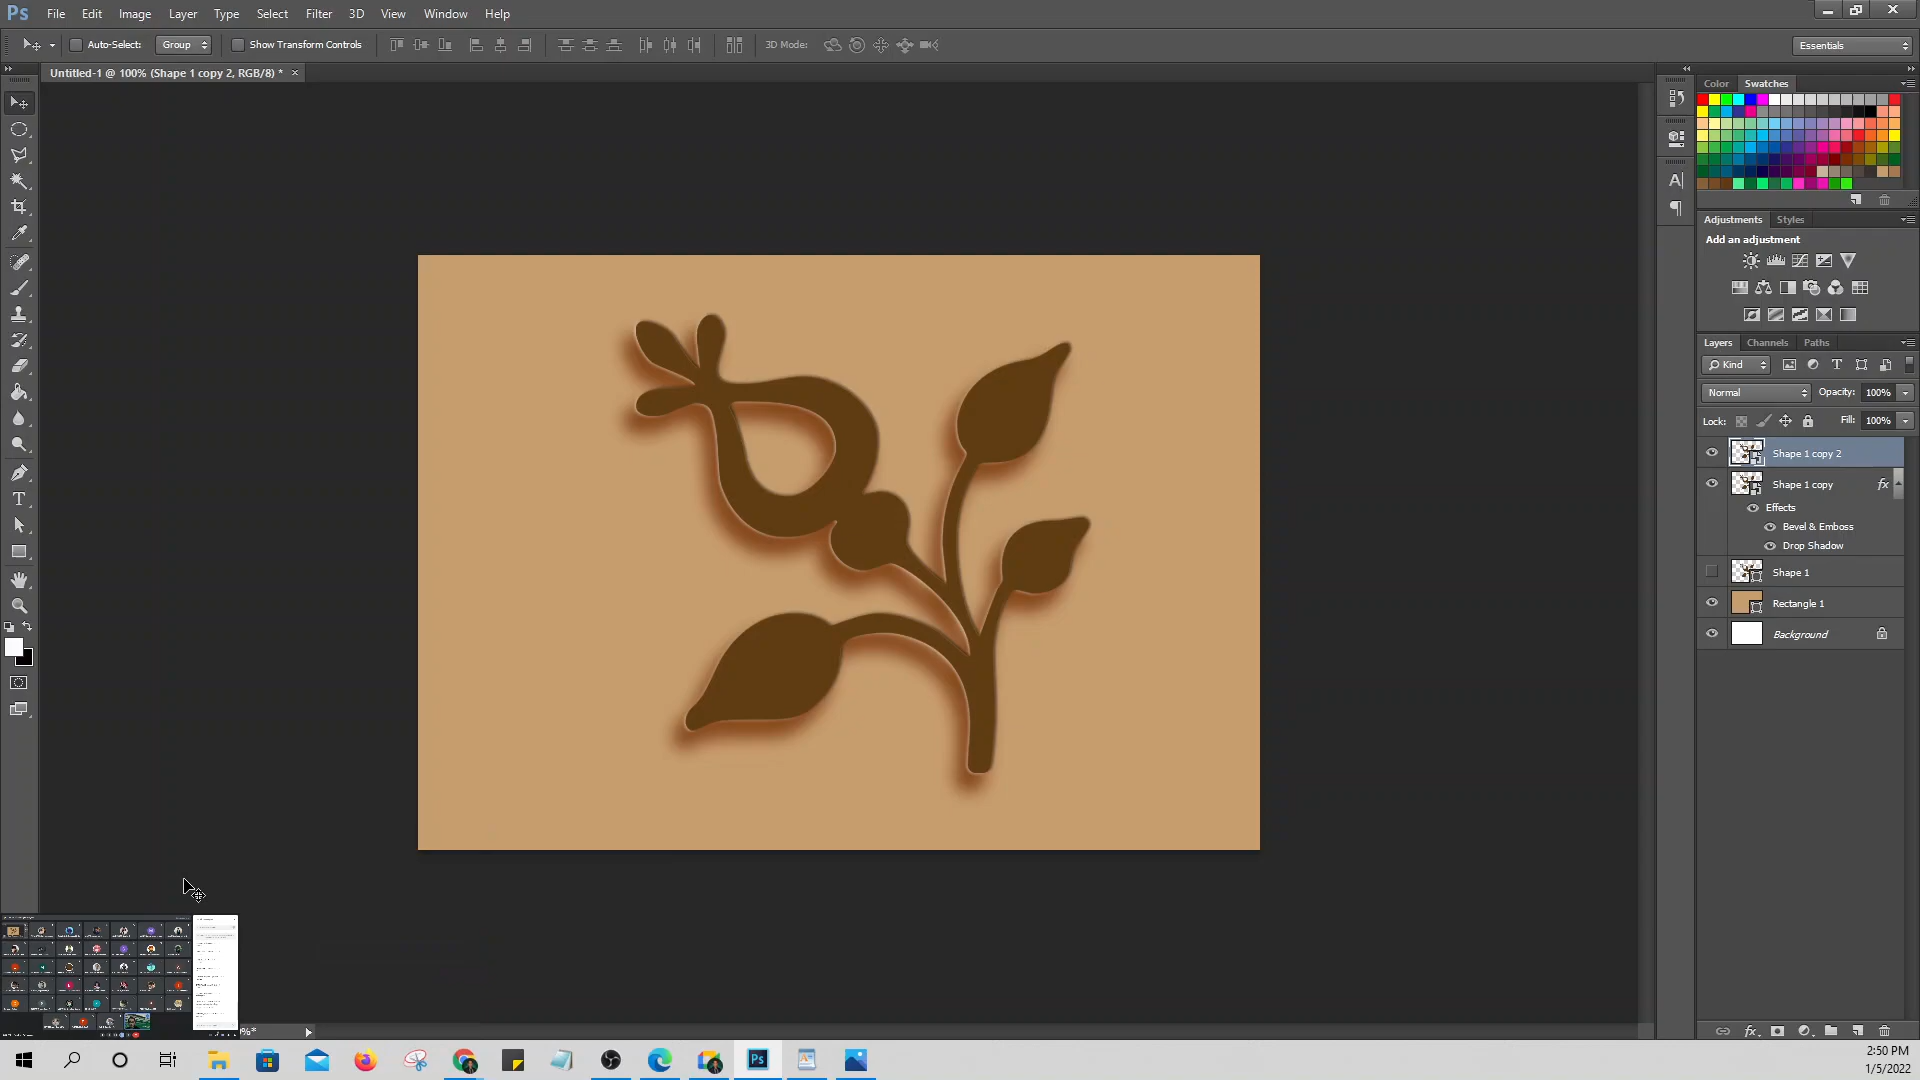 Ps File Edit Image Layer Type Select Filter 3D View Window Help
Auto-Select: Group Show Transform Controls 3D Mode: Essentials
Untitled-1 @ 100% (Shape 1 copy 2, RGB/8) * ×
Color Swatches
Adjustments Styles
Add an adjustment
Layers Channels Paths
Kind
Normal Opacity: 100%
Lock: Fill: 100%
Shape 1 copy 2
Shape 1 copy fx
Effects
Bevel & Emboss
Drop Shadow
Shape 1
Rectangle 1
Background
2:50 PM
Ps
1/5/2022